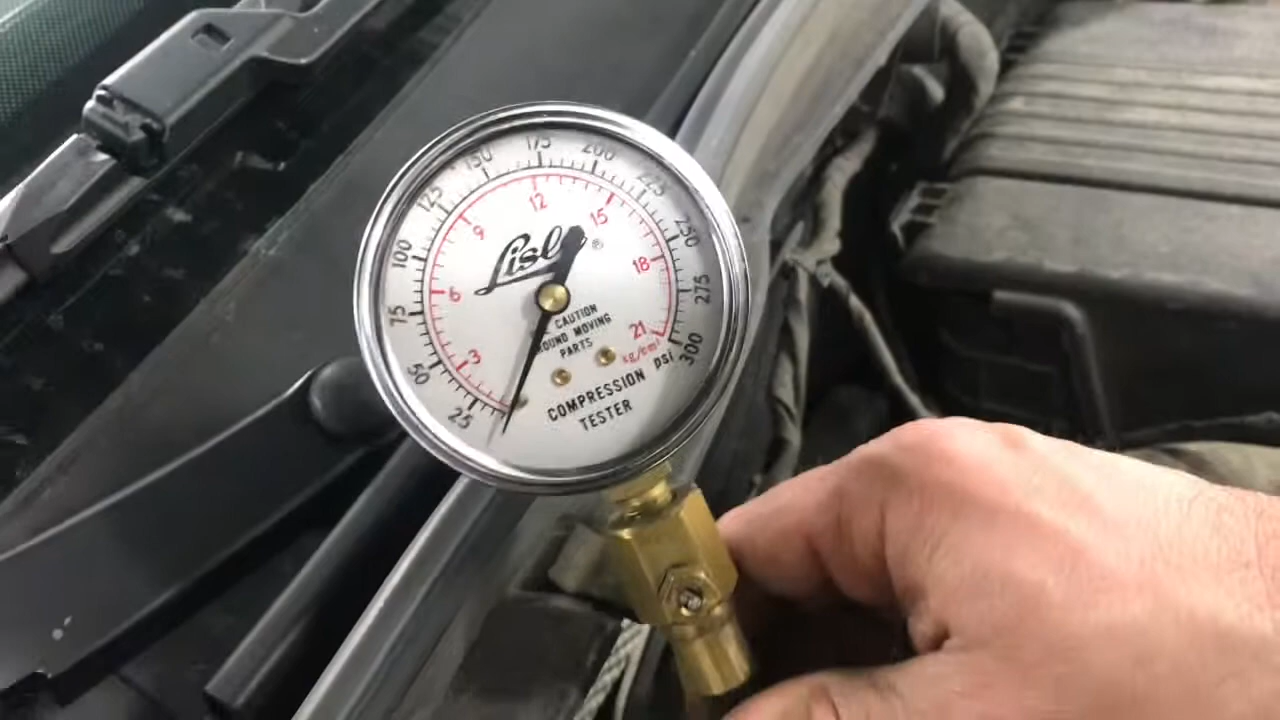 25 50 75 100 125 150 175 200 225 250 275 300
3 6 9 12 15 18 21
®
CAUTION
MOVING
PARTS
kg/cm² psi
COMPRESSION
TESTER